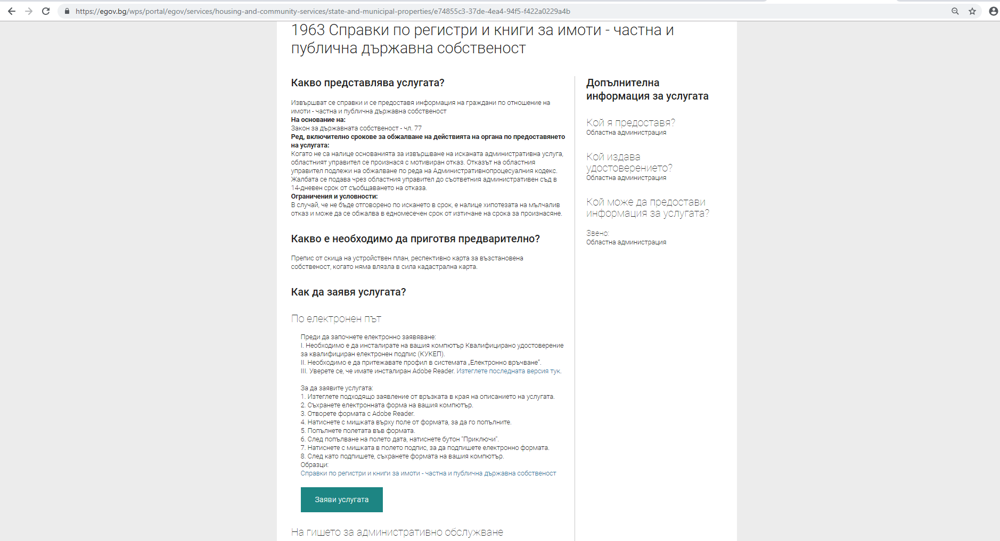 https://egov.bg/wps/portal/egov/services/housing-and-community-services/state-and-municipal-properties/e74855c3-37de-4ea4-94f5-f422a0229a4b
1963 Справки по регистри и книги за имоти - частна и
публична държавна собственост
Какво представлява услугата?
Извършват се справки и се предоставя информация на граждани по отношение на
имоти - частна и публична държавна собственост
На основание на:
Закон за държавната собственост - чл. 77
Ред, включително срокове за обжалване на действията на органа по предоставянето
на услугата:
Когато не са налице основанията за извършване на исканата административна услуга,
областният управител се произнася с мотивиран отказ. Отказът на областния
управител подлежи на обжалване по реда на Административнопроцесуалния кодекс.
Жалбата се подава чрез областния управител до съответния административен съд в
14-дневен срок от съобщаването на отказа.
Ограничения и условности:
В случай, че не бъде отговорено по искането в срок, е налице хипотезата на мълчалив
отказ и може да се обжалва в едномесечен срок от изтичане на срока за произнасяне.
Какво е необходимо да приготвя предварително?
Препис от скица на устройствен план, респективно карта за възстановена
собственост, когато няма влязла в сила кадастрална карта.
Как да заявя услугата?
По електронен път
Преди да започнете електронно заявяване:
I. Необходимо е да инсталирате на вашия компютър Квалифицирано удостоверение
за квалифициран електронен подпис (КУКЕП).
II. Необходимо е да притежавате профил в системата „Електронно връчване“.
III. Уверете се, че имате инсталиран Adobe Reader. Изтеглете последната версия тук.
За да заявите услугата:
1. Изтеглете подходящо заявление от връзката в края на описанието на услугата.
2. Съхранете електронната форма на вашия компютър.
3. Отворете формата с Adobe Reader.
4. Натиснете с мишката върху поле от формата, за да го попълните.
5. Попълнете полетата във формата.
6. След попълване на полето дата, натиснете бутон "Приключи".
7. Натиснете с мишката в полето подпис, за да подпишете електронно формата.
8. След като подпишете, съхранете формата на вашия компютър.
Образци:
Справки по регистри и книги за имоти - частна и публична държавна собственост
Заяви услугата
На гишето за административно обслужване
Допълнителна
информация за услугата
Кой я предоставя?
Областна администрация
Кой издава
удостоверението?
Областна администрация
Кой може да предостави
информация за услугата?
Звено:
Областна администрация